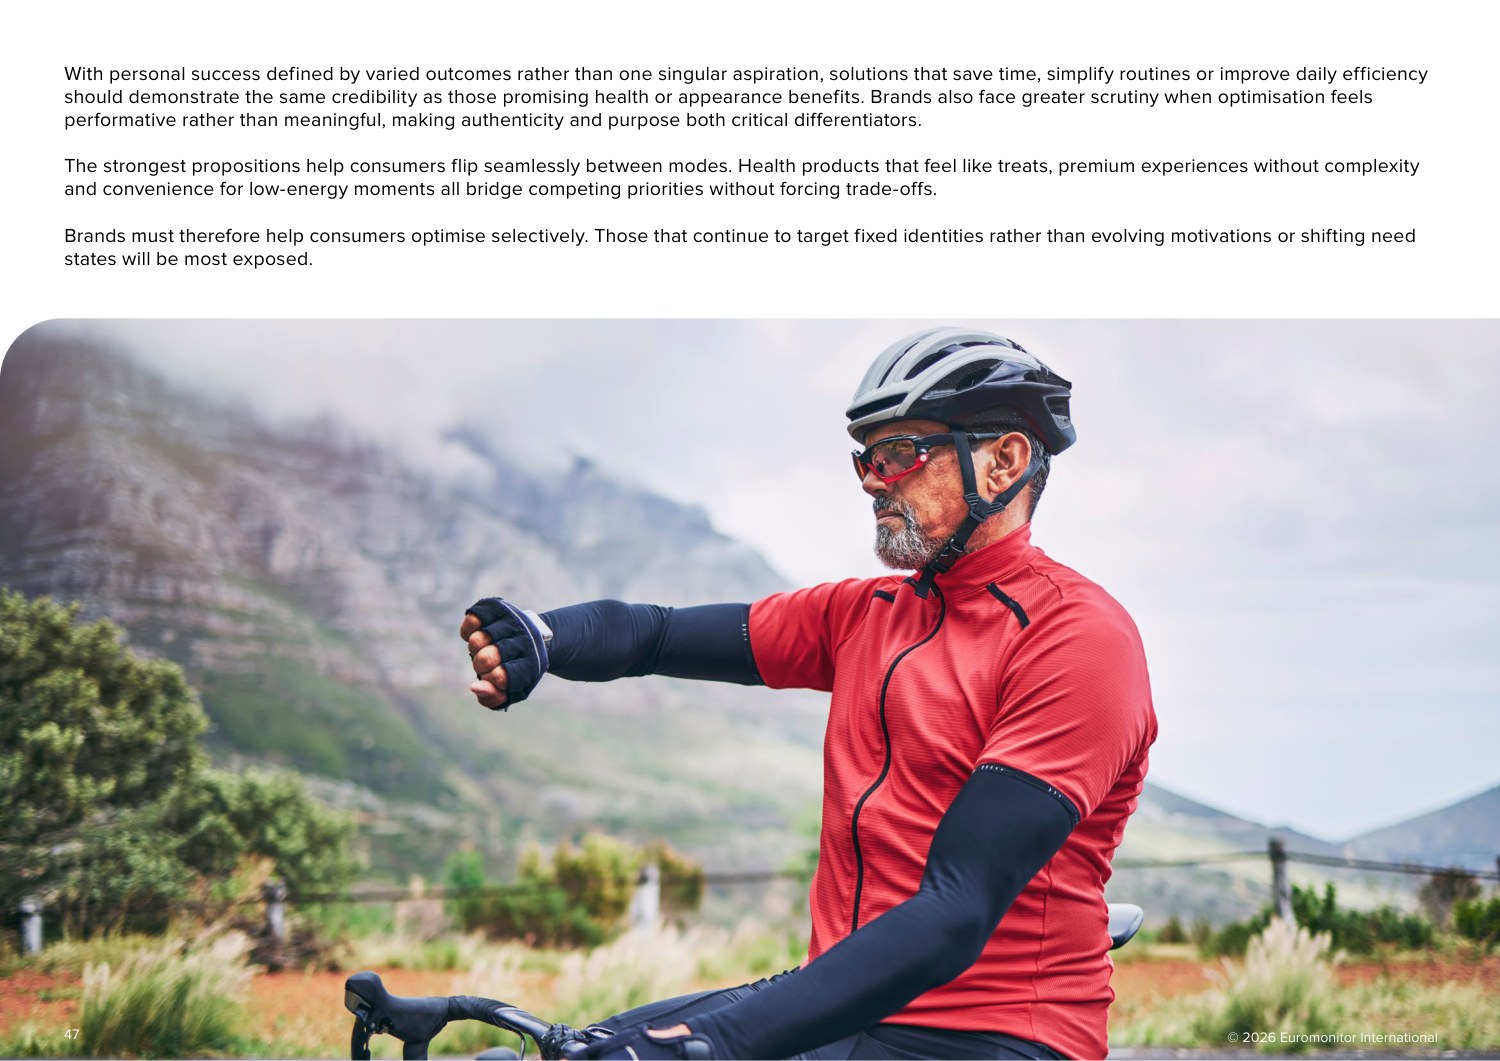 With personal success defined by varied outcomes rather than one singular aspiration, solutions that save time, simplify routines or improve daily efficiency
should demonstrate the same credibility as those promising health or appearance benefits. Brands also face greater scrutiny when optimisation feels
performative rather than meaningful, making authenticity and purpose both critical differentiators.
The strongest propositions help consumers flip seamlessly between modes. Health products that feel like treats, premium experiences without complexity
and convenience for low-energy moments all bridge competing priorities without forcing trade-offs.
Brands must therefore help consumers optimise selectively. Those that continue to target fixed identities rather than evolving motivations or shifting need
states will be most exposed.
47
© 2026 Euromonitor International